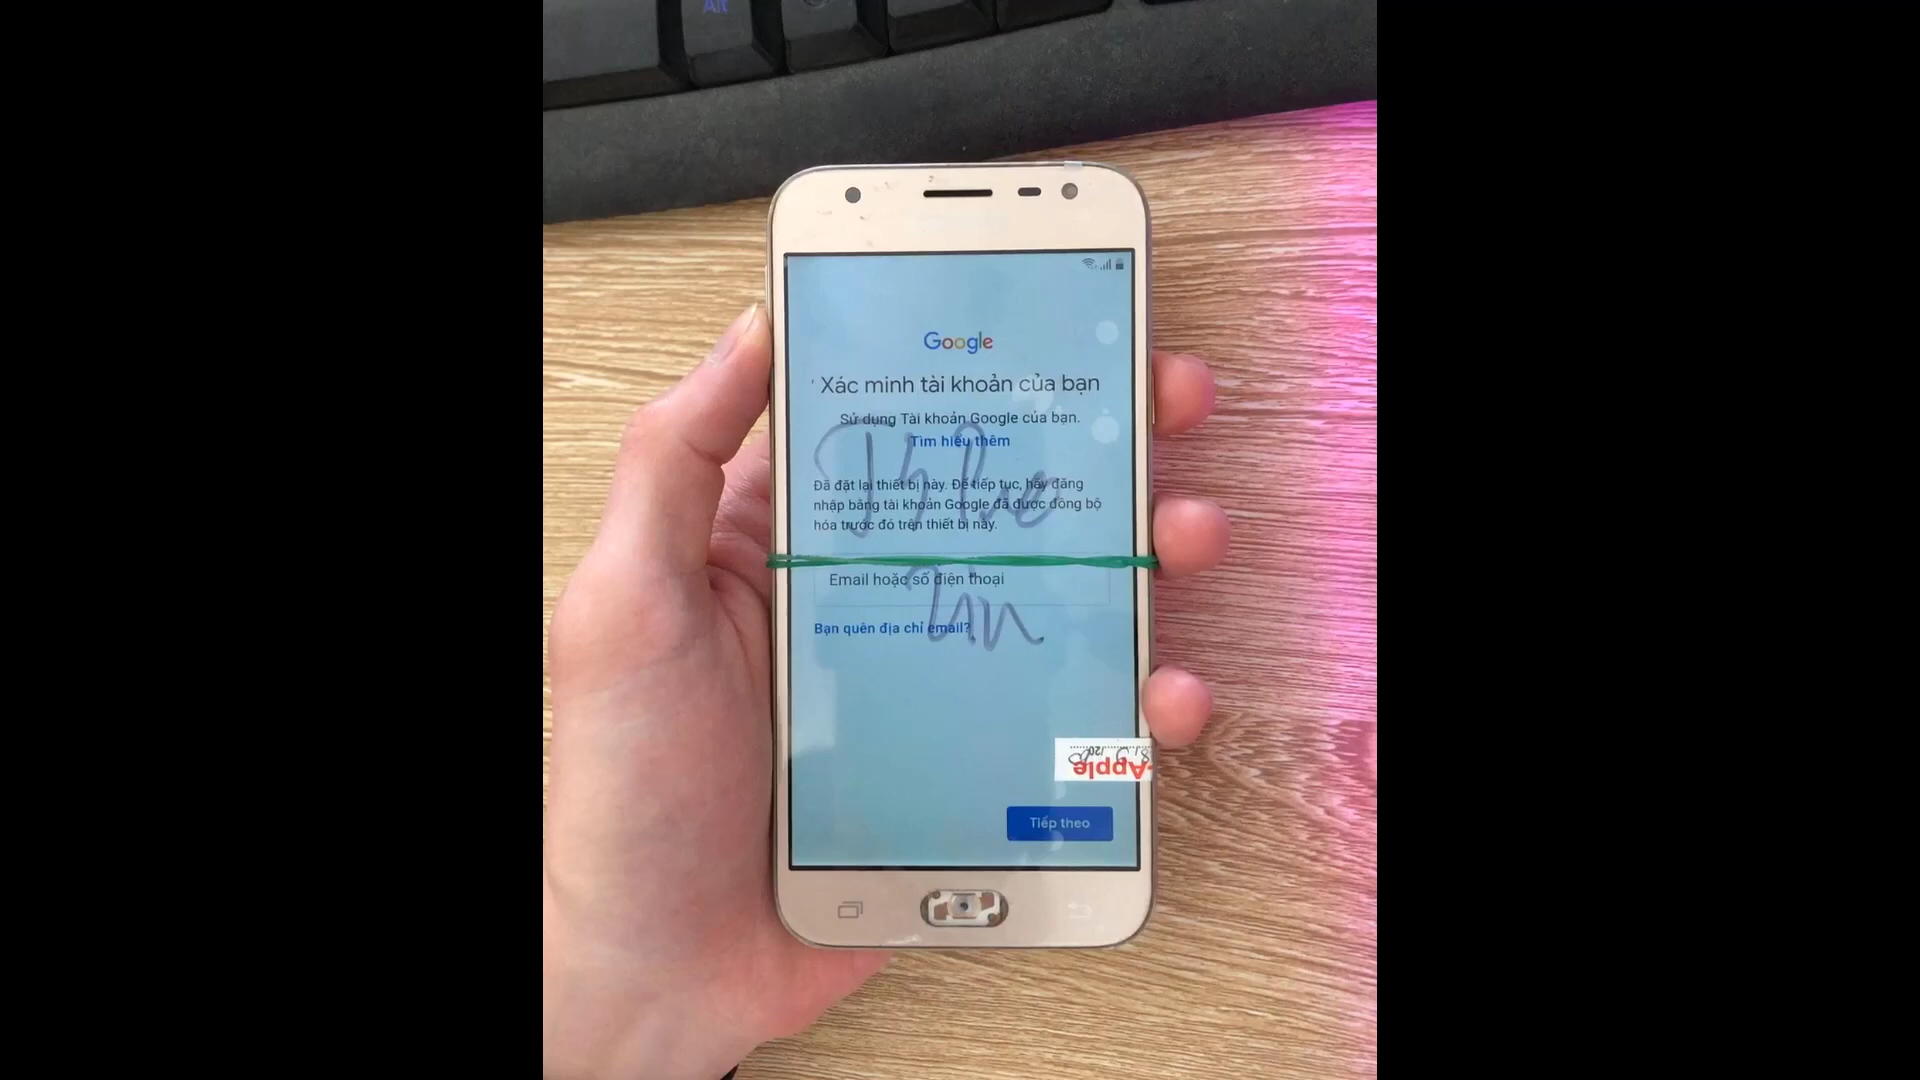 Alt
Google
Xác minh tài khoản của bạn
Sử dụng Tài khoản Google của bạn.
Tìm hiểu thêm
Đã đặt lại thiết bị này. Để tiếp tục, hãy đăng
nhập bằng tài khoản Google đã được đồng bộ
hóa trước đó trên thiết bị này.
Email hoặc số điện thoại
Bạn quên địa chỉ email?
-Apple
Tiếp theo